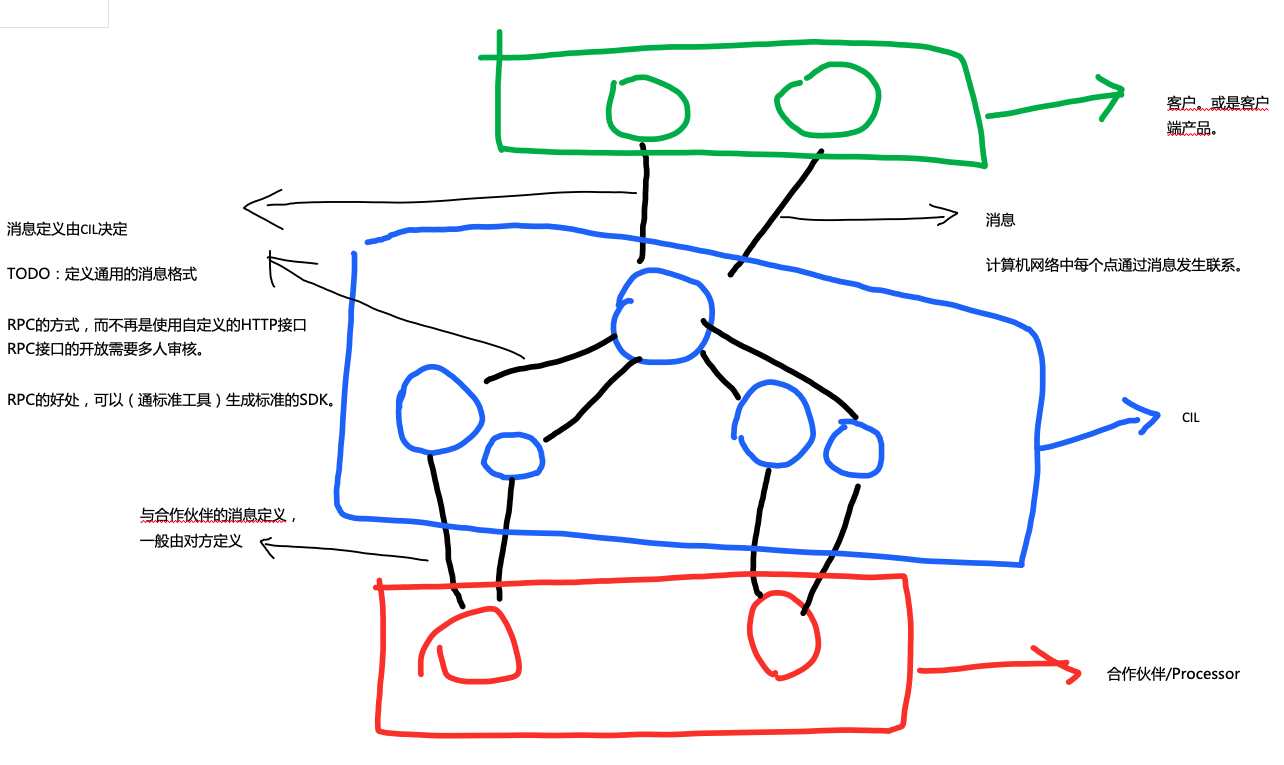 客户。或是客户
端产品。
消息
计算机网络中每个点通过消息发生联系。
消息定义由CIL决定
TODO：定义通用的消息格式
RPC的方式，而不再是使用自定义的HTTP接口
RPC接口的开放需要多人审核。
RPC的好处，可以（通标准工具）生成标准的SDK。
CIL
与合作伙伴的消息定义，
一般由对方定义
合作伙伴/Processor